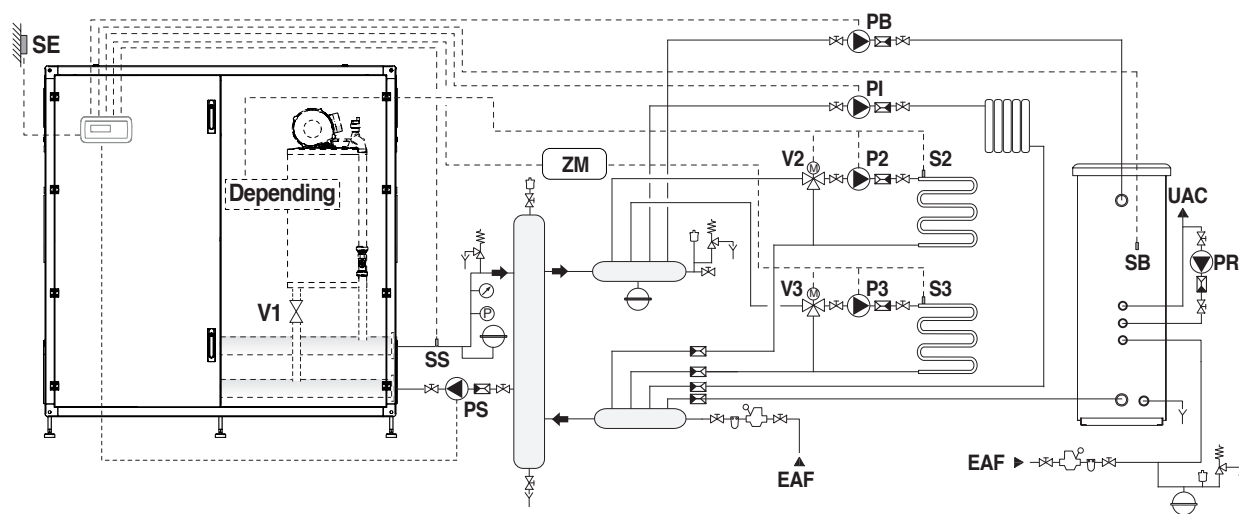 PB
SE
PI
ZM
V2
M
P2
S2
Depending
UAC
SB
PR
V1
P
V3
M
P3
S3
SS
PS
EAF
EAF